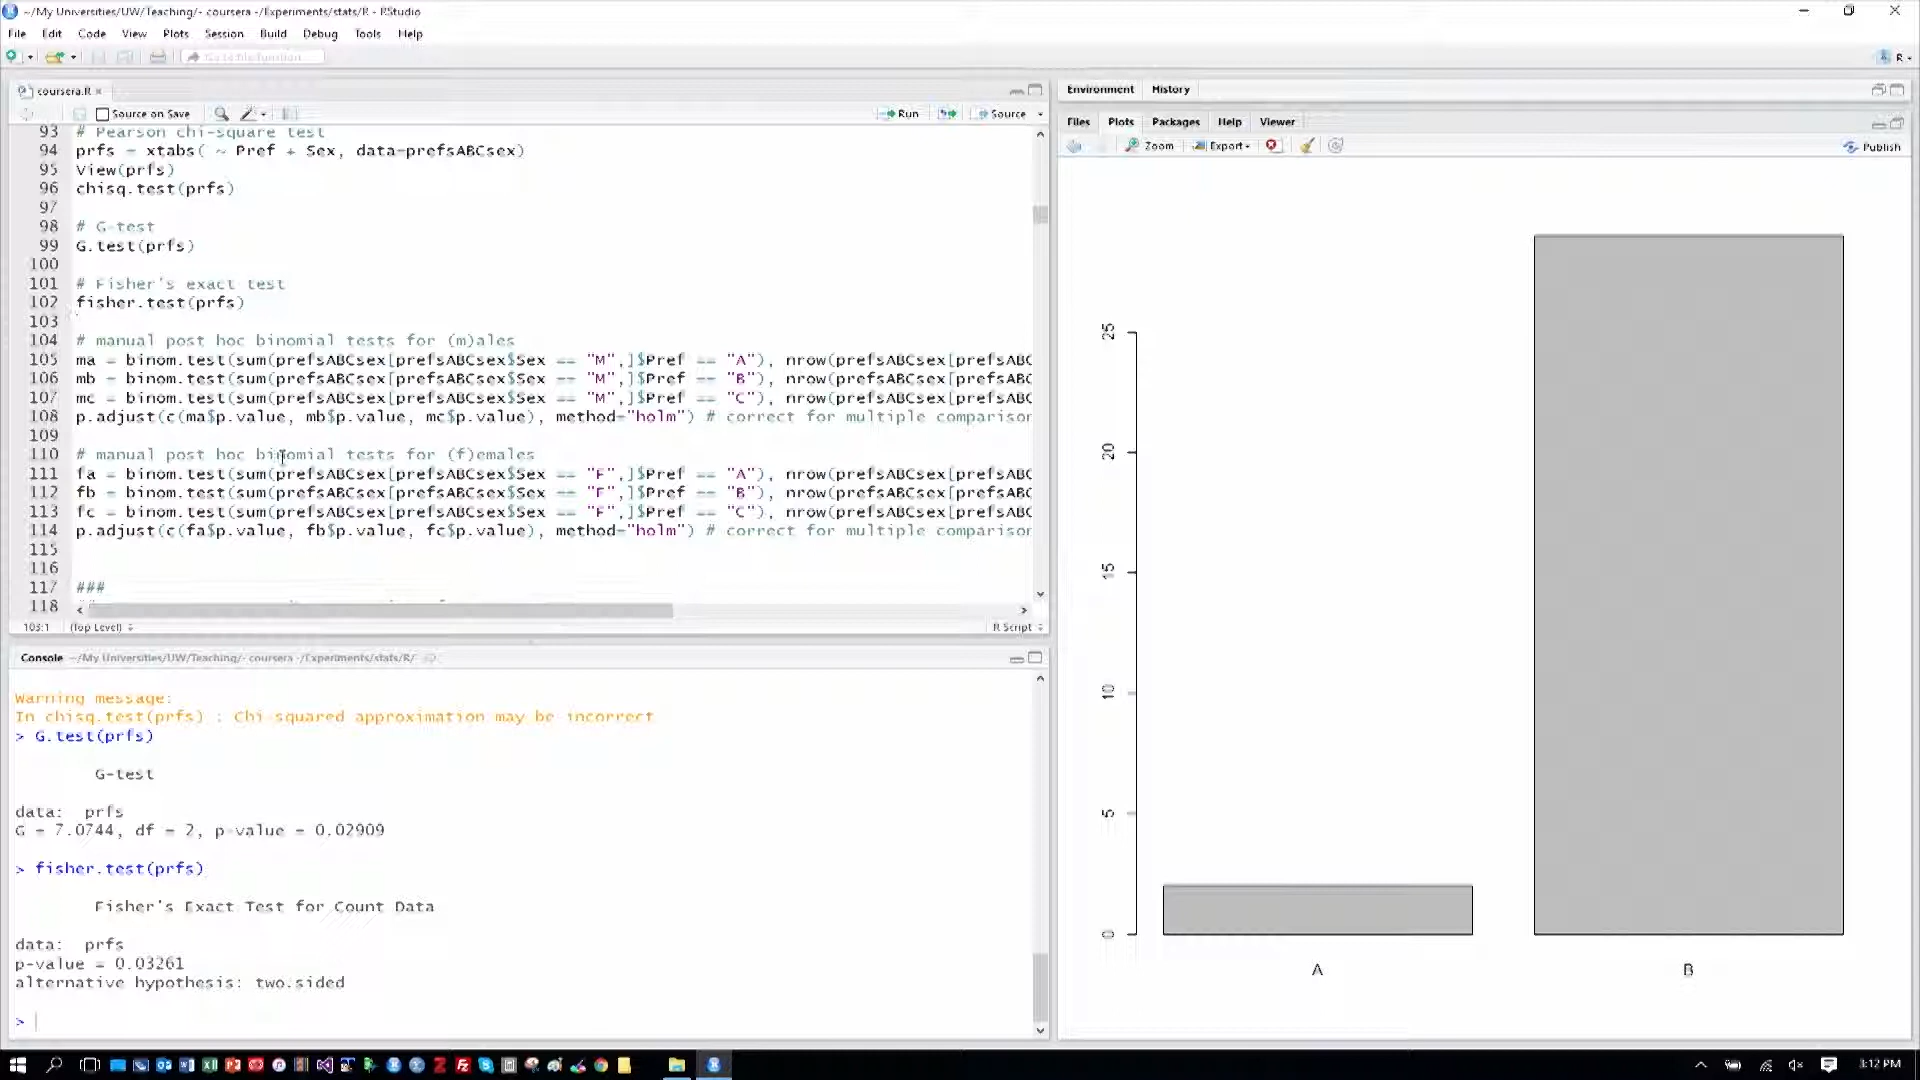 ~/My Universities/UW/Teaching/- coursera -/Experiments/stats/R - RStudio
File Edit Code View Plots Session Build Debug Tools Help
Go to file/function
R
coursera.R
Source on Save
Run
Source
93 # Pearson chi-square test
94 prfs = xtabs( ~ Pref + Sex, data=prefsABCsex)
95 View(prfs)
96 chisq.test(prfs)
97
98 # G-test
99 G.test(prfs)
100
101 # Fisher's exact test
102 fisher.test(prfs)
103
104 # manual post hoc binomial tests for (m)ales
105 ma = binom.test(sum(prefsABCsex[prefsABCsex$Sex == "M",]$Pref == "A"), nrow(prefsABCsex[prefsABC
106 mb = binom.test(sum(prefsABCsex[prefsABCsex$Sex == "M",]$Pref == "B"), nrow(prefsABCsex[prefsABC
107 mc = binom.test(sum(prefsABCsex[prefsABCsex$Sex == "M",]$Pref == "C"), nrow(prefsABCsex[prefsABC
108 p.adjust(c(ma$p.value, mb$p.value, mc$p.value), method="holm") # correct for multiple comparison
109
110 # manual post hoc binomial tests for (f)emales
111 fa = binom.test(sum(prefsABCsex[prefsABCsex$Sex == "F",]$Pref == "A"), nrow(prefsABCsex[prefsABC
112 fb = binom.test(sum(prefsABCsex[prefsABCsex$Sex == "F",]$Pref == "B"), nrow(prefsABCsex[prefsABC
113 fc = binom.test(sum(prefsABCsex[prefsABCsex$Sex == "F",]$Pref == "C"), nrow(prefsABCsex[prefsABC
114 p.adjust(c(fa$p.value, fb$p.value, fc$p.value), method="holm") # correct for multiple comparison
115
116
117 ###
118
103:1 (Top Level) R Script
Console ~/My Universities/UW/Teaching/- coursera -/Experiments/stats/R/
Warning message:
In chisq.test(prfs) : Chi-squared approximation may be incorrect
> G.test(prfs)
G-test
data: prfs
G = 7.0744, df = 2, p-value = 0.02909
> fisher.test(prfs)
Fisher's Exact Test for Count Data
data: prfs
p-value = 0.03261
alternative hypothesis: two.sided
>
Environment History
Files Plots Packages Help Viewer
Zoom Export Publish
25
20
15
10
5
0
A B
3:12 PM